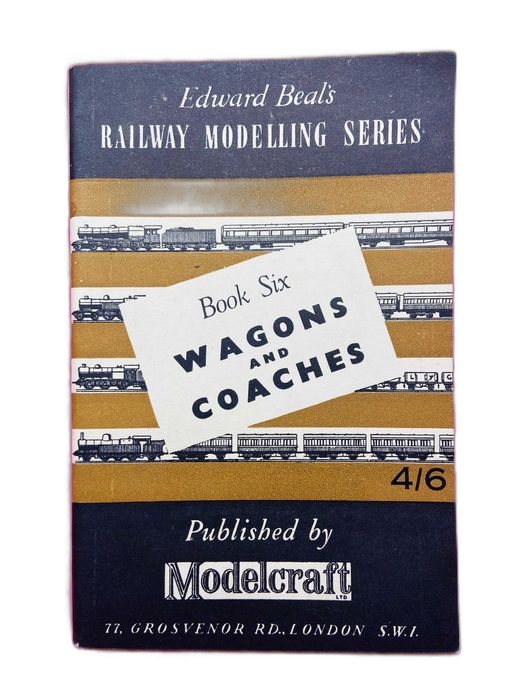 Edward Beal's
RAILWAY MODELLING SERIES
Book Six
WAGONS
AND
COACHES
4/6
Published by
Modelcraft
LTD.
77, GROSVENOR RD., LONDON S.W.1.